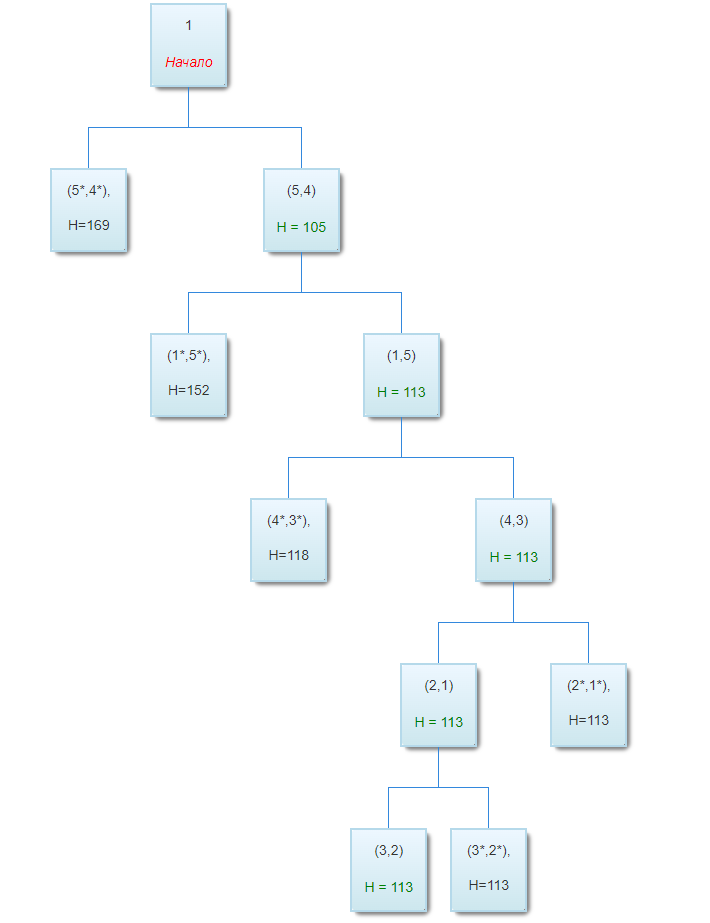 1
Начало
(5*,4*),
H=169
(5,4)
H = 105
(1*,5*),
H=152
(1,5)
H = 113
(4*,3*),
H=118
(4,3)
H = 113
(2,1)
H = 113
(2*,1*),
H=113
(3,2)
H = 113
(3*,2*),
H=113